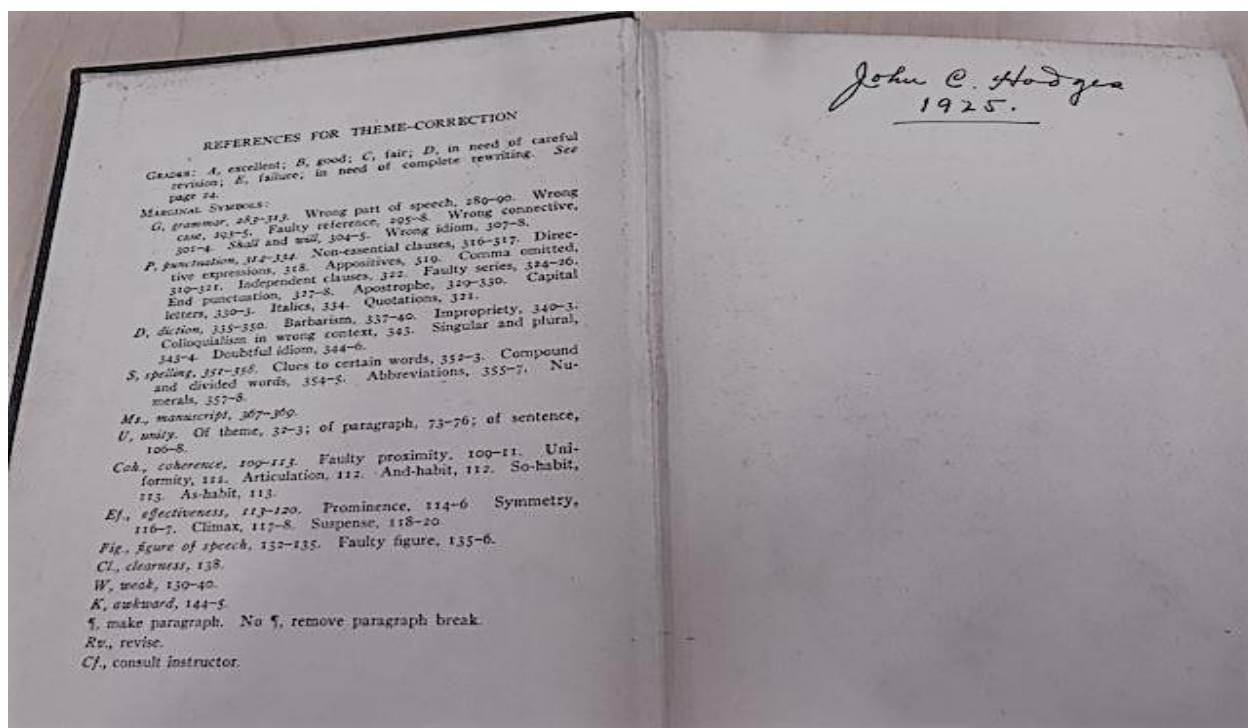 REFERENCES FOR THEME-CORRECTION
GRADES: A, excellent; B, good; C, fair; D, in need of careful
revision; E, failure; in need of complete rewriting. See
page 24.
MARGINAL SYMBOLS:
G, grammar, 283-313. Wrong part of speech, 289-90. Wrong
case, 293-5. Faulty reference, 295-8. Wrong connective,
301-4. Shall and will, 304-5. Wrong idiom, 307-8.
P, punctuation, 314-334. Non-essential clauses, 316-317. Direc-
tive expressions, 318. Appositives, 319. Comma omitted,
319-321. Independent clauses, 322. Faulty series, 324-26.
End punctuation, 327-8. Apostrophe, 329-330. Capital
letters, 330-3. Italics, 334. Quotations, 321.
D, diction, 335-350. Barbarism, 337-40. Impropriety, 340-3.
Colloquialism in wrong context, 343. Singular and plural,
343-4. Doubtful idiom, 344-6.
S, spelling, 351-358. Clues to certain words, 352-3. Compound
and divided words, 354-5. Abbreviations, 355-7. Nu-
merals, 357-8.
Ms., manuscript, 367-369.
U, unity. Of theme, 32-3; of paragraph, 73-76; of sentence,
106-8.
Coh., coherence, 109-113. Faulty proximity, 109-11. Uni-
formity, 111. Articulation, 112. And-habit, 112. So-habit,
113. As-habit, 113.
Ef., effectiveness, 113-120. Prominence, 114-6 Symmetry,
116-7. Climax, 117-8. Suspense, 118-20
Fig., figure of speech, 132-135. Faulty figure, 135-6.
Cl., clearness, 138.
W, weak, 139-40.
K, awkward, 144-5.
¶, make paragraph. No ¶, remove paragraph break.
Rv., revise.
Cf., consult instructor.
John C. Hodges
1925.